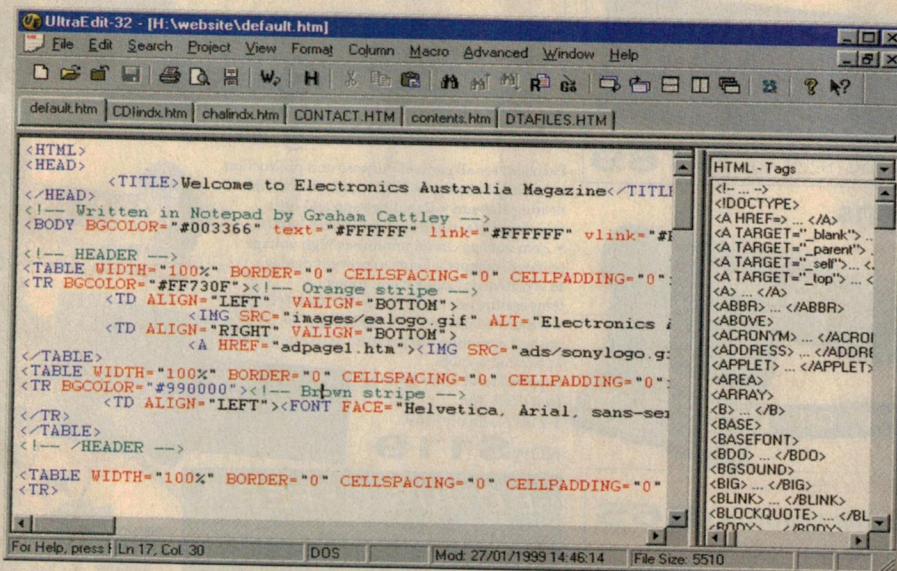 UltraEdit-32 - [H:\website\default.htm]
File Edit Search Project View Format Column Macro Advanced Window Help
default.htm CDIindx.htm chalindx.htm CONTACT.HTM contents.htm DTAFILES.HTM
<HTML>
<HEAD>
<TITLE>Welcome to Electronics Australia Magazine</TITLE
</HEAD>
<!-- Written in Notepad by Graham Cattley -->
<BODY BGCOLOR="#003366" text="#FFFFFF" link="#FFFFFF" vlink="#F
<!-- HEADER -->
<TABLE WIDTH="100%" BORDER="0" CELLSPACING="0" CELLPADDING="0"
<TR BGCOLOR="#FF730F"><!-- Orange stripe -->
<TD ALIGN="LEFT" VALIGN="BOTTOM">
<IMG SRC="images/ealogo.gif" ALT="Electronics
<TD ALIGN="RIGHT" VALIGN="BOTTOM">
<A HREF="adpage1.htm"><IMG SRC="ads/sonylogo.g
</TABLE>
<TABLE WIDTH="100%" BORDER="0" CELLSPACING="0" CELLPADDING="0"
<TR BGCOLOR="#990000"><!-- Brown stripe -->
<TD ALIGN="LEFT"><FONT FACE="Helvetica, Arial, sans-se
</TR>
</TABLE>
<!-- /HEADER -->
<TABLE WIDTH="100%" BORDER="0" CELLSPACING="0" CELLPADDING="0"
<TR>
HTML - Tags
<!-- ... -->
<!DOCTYPE>
<A HREF=> ... </A>
<A TARGET="_blank"> ..
<A TARGET="_parent"> ..
<A TARGET="_self"> ... <
<A TARGET="_top"> ... <
<A> ... </A>
<ABBR> ... </ABBR>
<ABOVE>
<ACRONYM> ... </ACRO
<ADDRESS> ... </ADDRE
<APPLET> ... </APPLET>
<AREA>
<ARRAY>
<B> ... </B>
<BASE>
<BASEFONT>
<BDO> ... </BDO>
<BGSOUND>
<BIG> ... </BIG>
<BLINK> ... </BLINK>
<BLOCKQUOTE> ... </BL
<BODY> ... </BODY>
For Help, press F Ln 17, Col. 30 DOS Mod: 27/01/1999 14:46:14 File Size: 5510